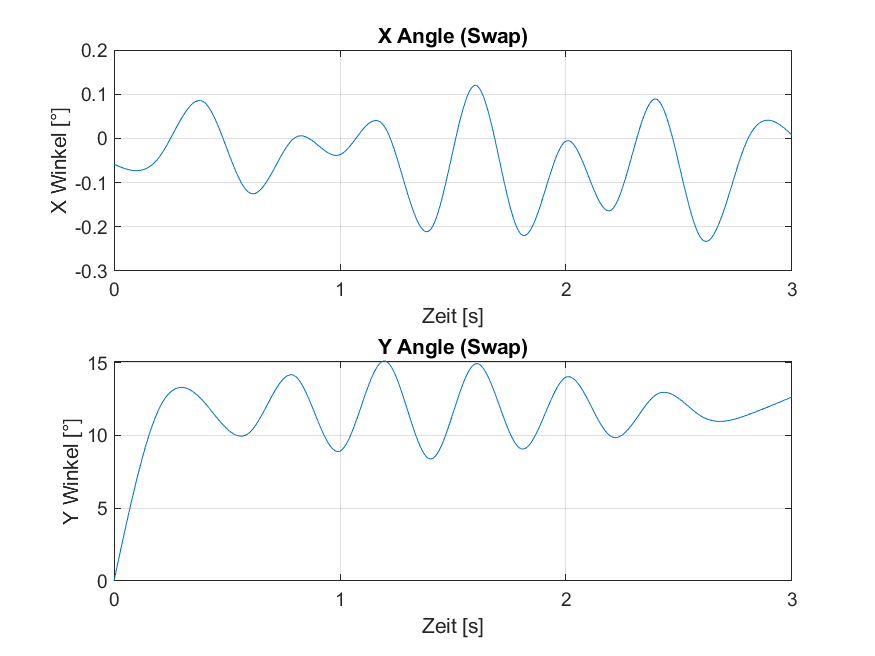 X Angle (Swap)
0.2
0.1
0
-0.1
-0.2
-0.3
X Winkel [°]
0 1 2 3
Zeit [s]
Y Angle (Swap)
15
10
5
0
Y Winkel [°]
0 1 2 3
Zeit [s]